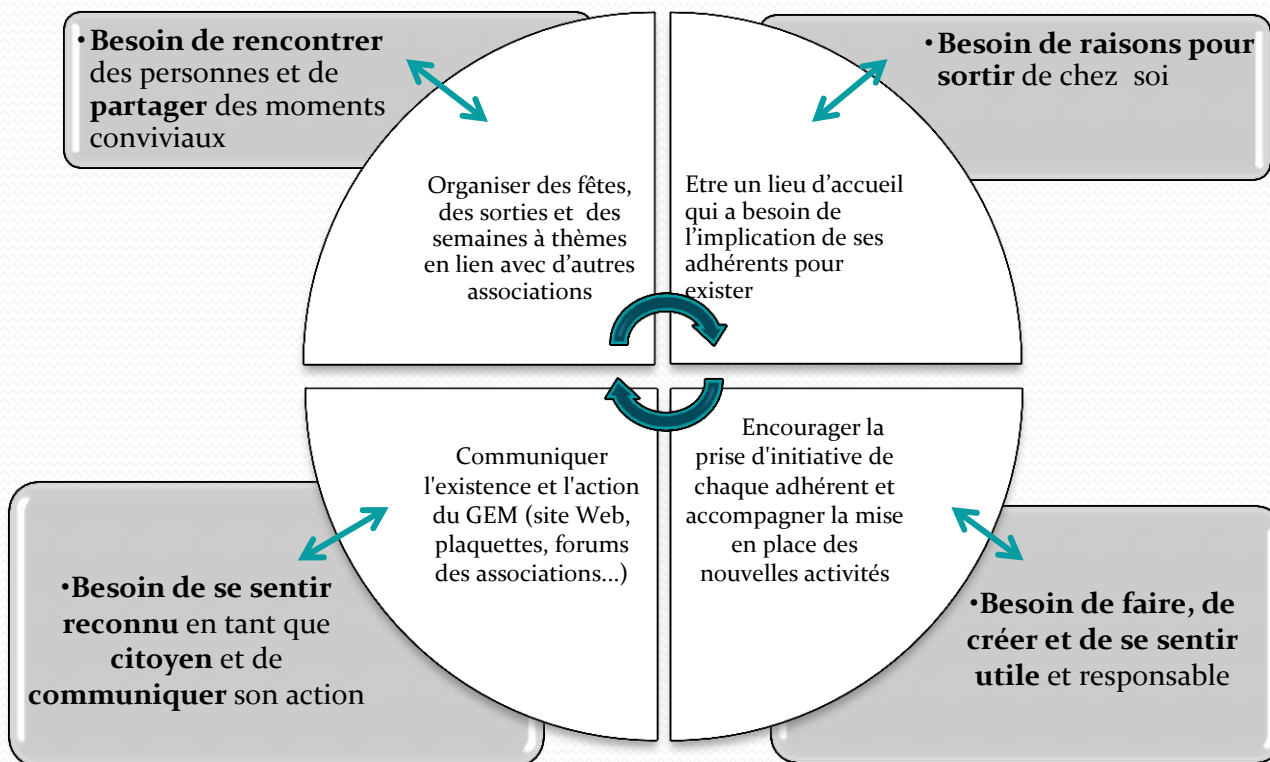 •Besoin de rencontrer
des personnes et de
partager des moments
conviviaux
•Besoin de raisons pour
sortir de chez soi
Organiser des fêtes,
des sorties et des
semaines à thèmes
en lien avec d’autres
associations
Etre un lieu d’accueil
qui a besoin de
l’implication de ses
adhérents pour
exister
Communiquer
l'existence et l'action
du GEM (site Web,
plaquettes, forums
des associations...)
Encourager la
prise d'initiative de
chaque adhérent et
accompagner la mise
en place des
nouvelles activités
•Besoin de se sentir
reconnu en tant que
citoyen et de
communiquer son action
•Besoin de faire, de
créer et de se sentir
utile et responsable